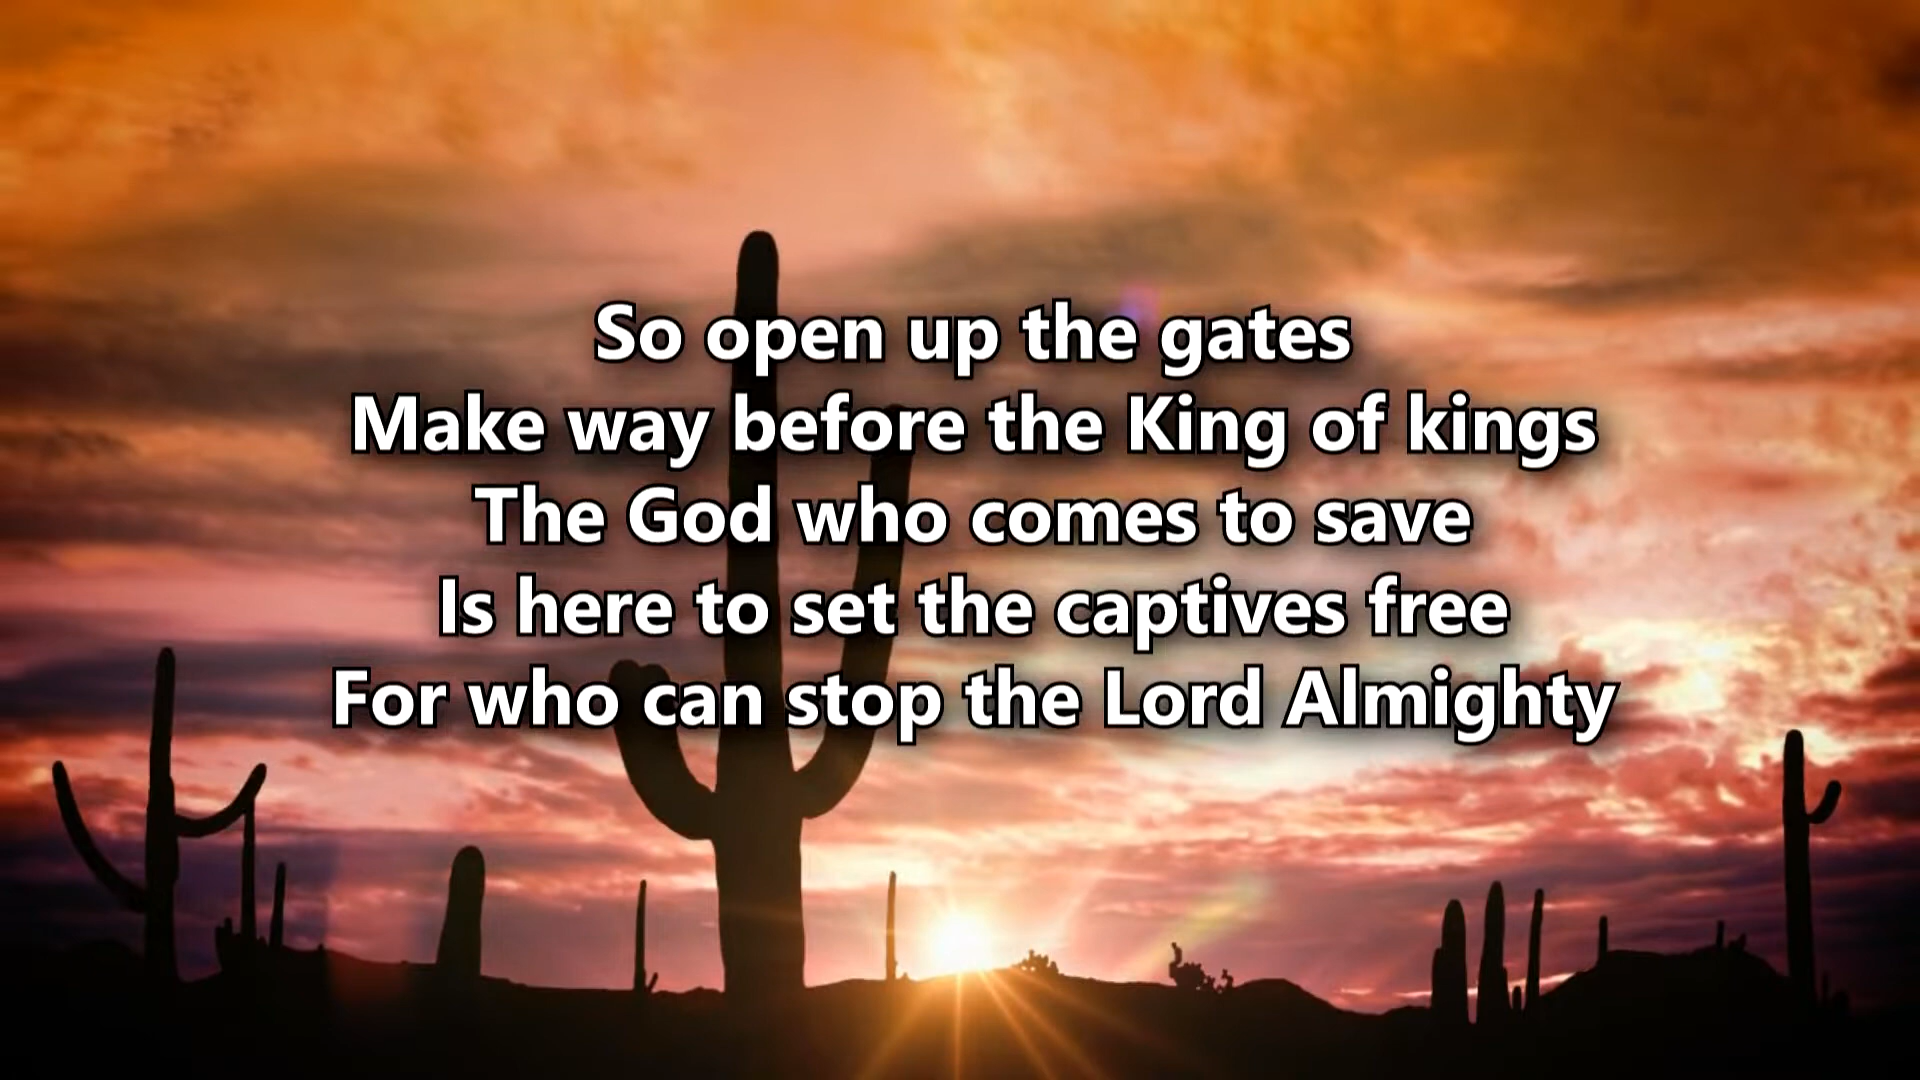 So open up the gates
Make way before the King of kings
The God who comes to save
Is here to set the captives free
For who can stop the Lord Almighty